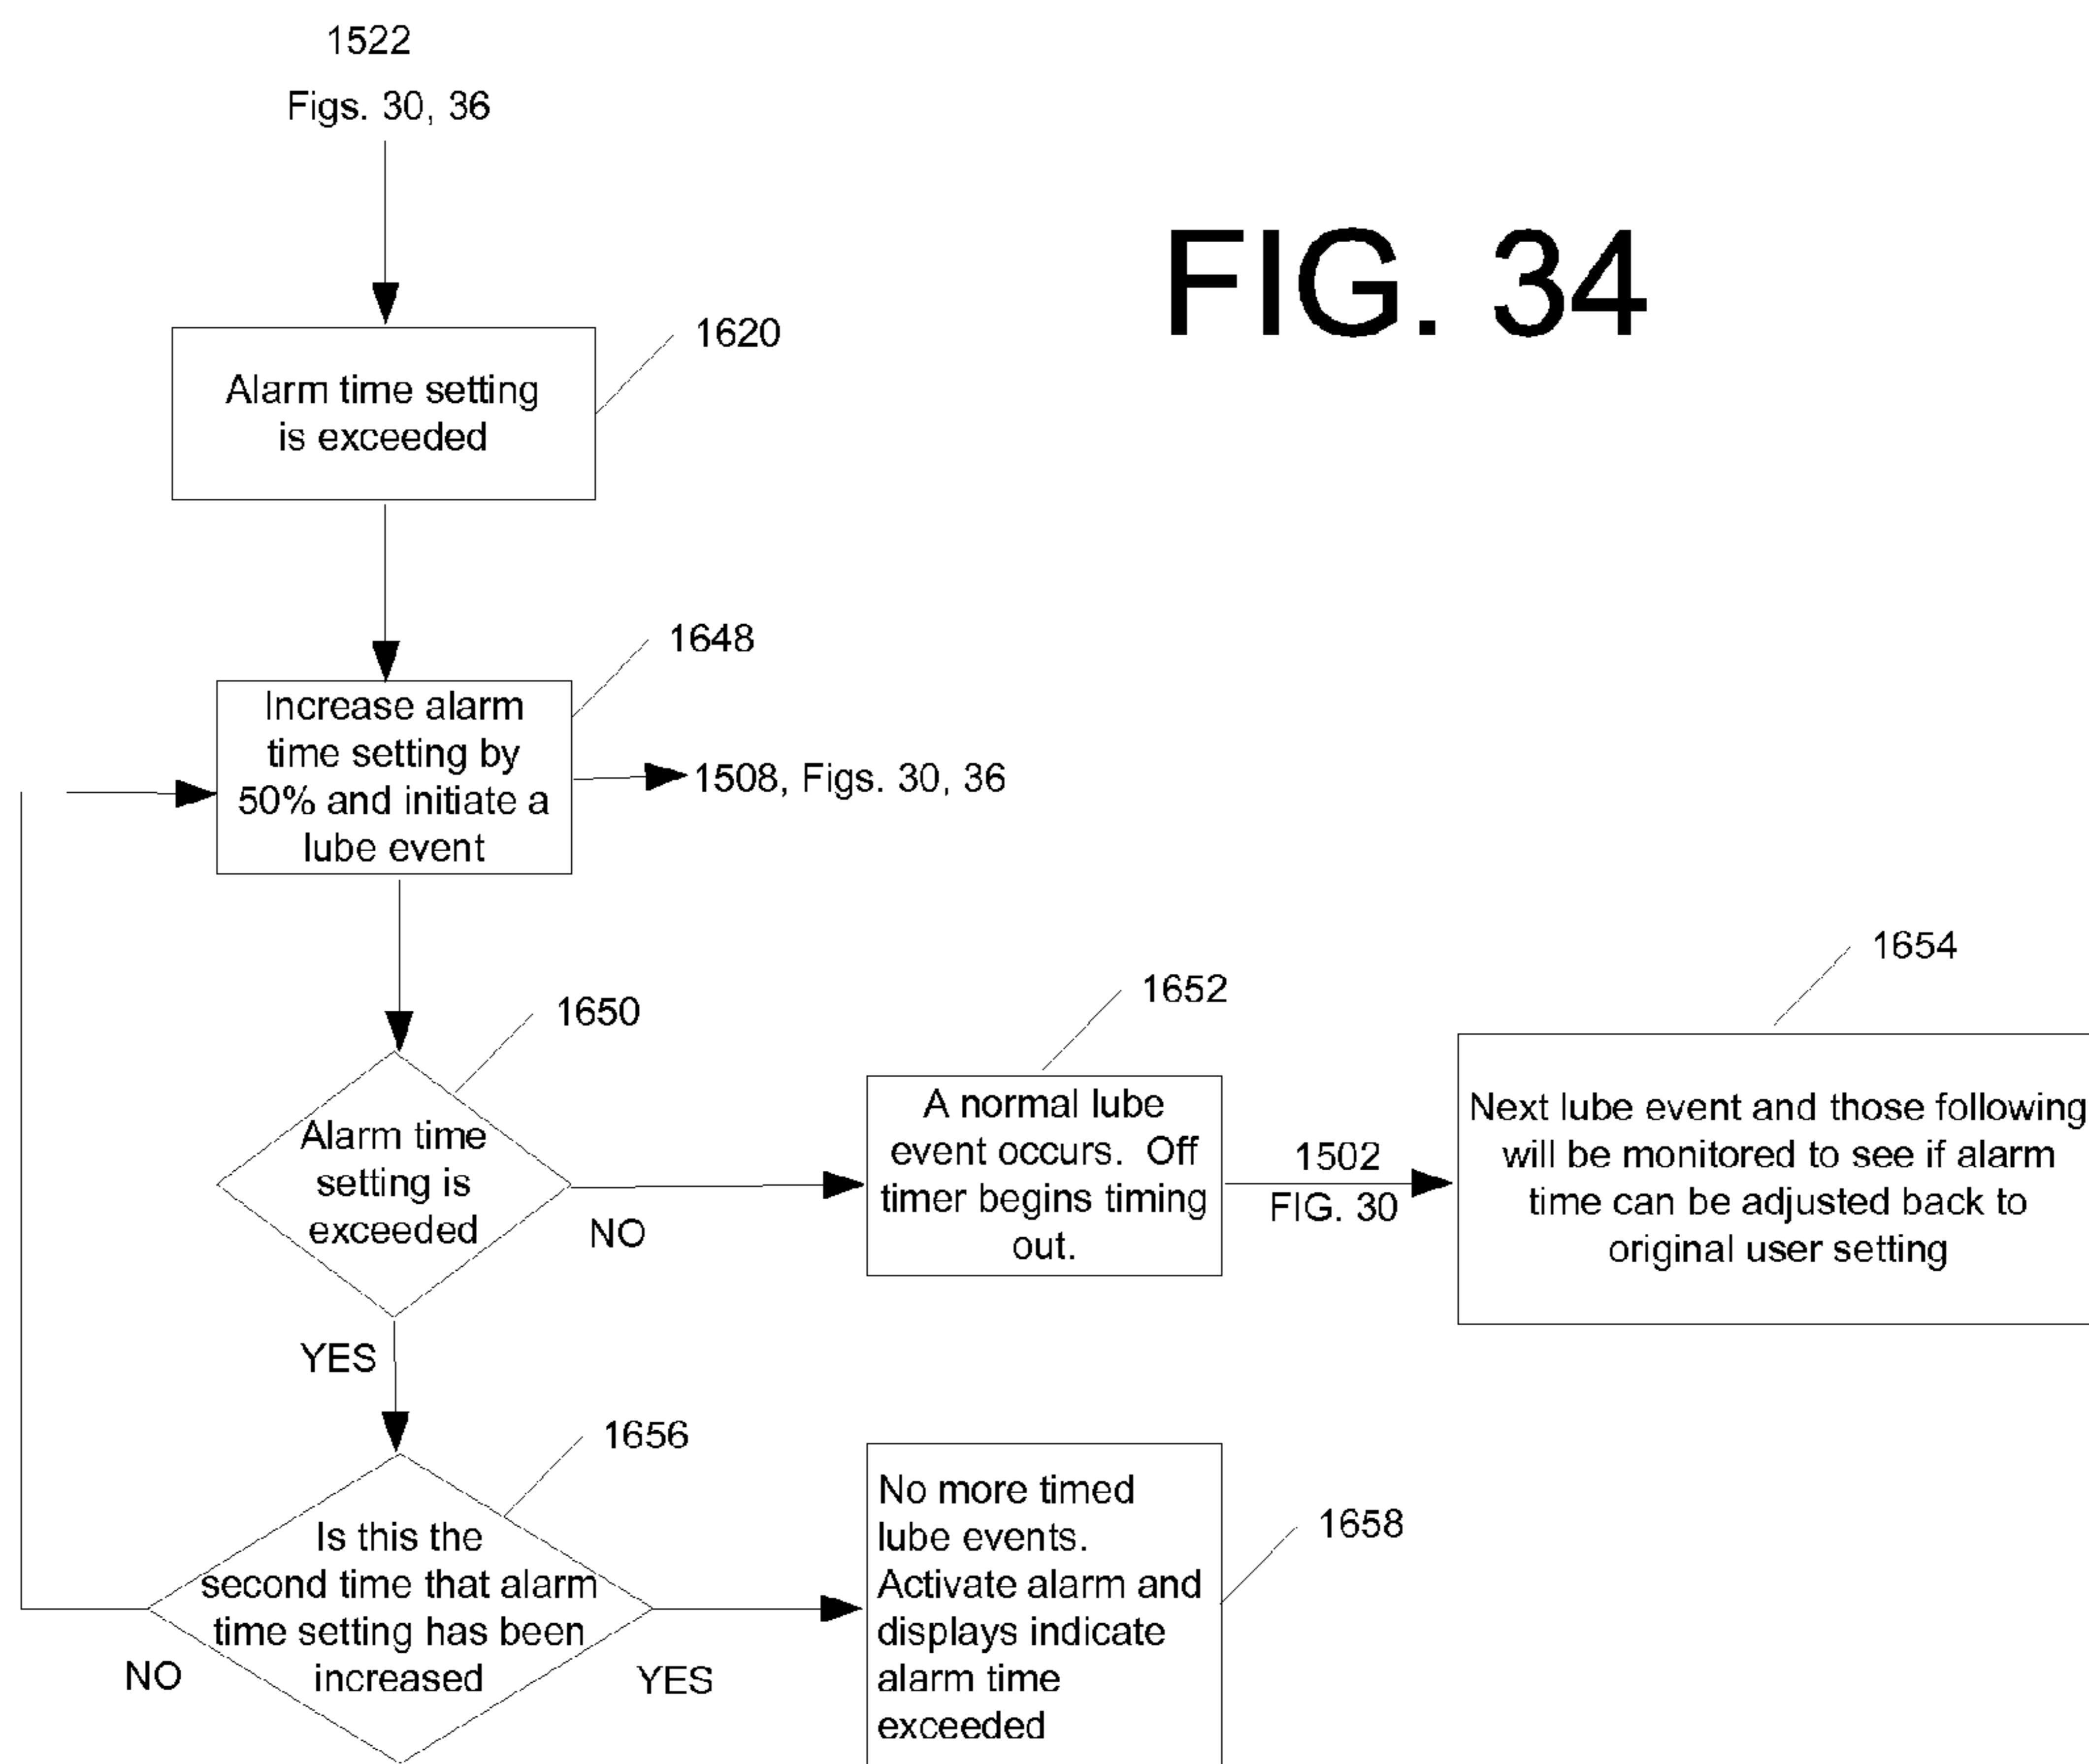 1522
Figs. 30, 36
FIG. 34
1620
Alarm time setting
is exceeded
1648
Increase alarm
time setting by
50% and initiate a
lube event
1508, Figs. 30, 36
1650
Alarm time
setting is
exceeded
NO
YES
1652
A normal lube
event occurs.  Off
timer begins timing
out.
1502
FIG. 30
1654
Next lube event and those following
will be monitored to see if alarm
time can be adjusted back to
original user setting
1656
Is this the
second time that alarm
time setting has been
increased
NO
YES
1658
No more timed
lube events.
Activate alarm and
displays indicate
alarm time
exceeded